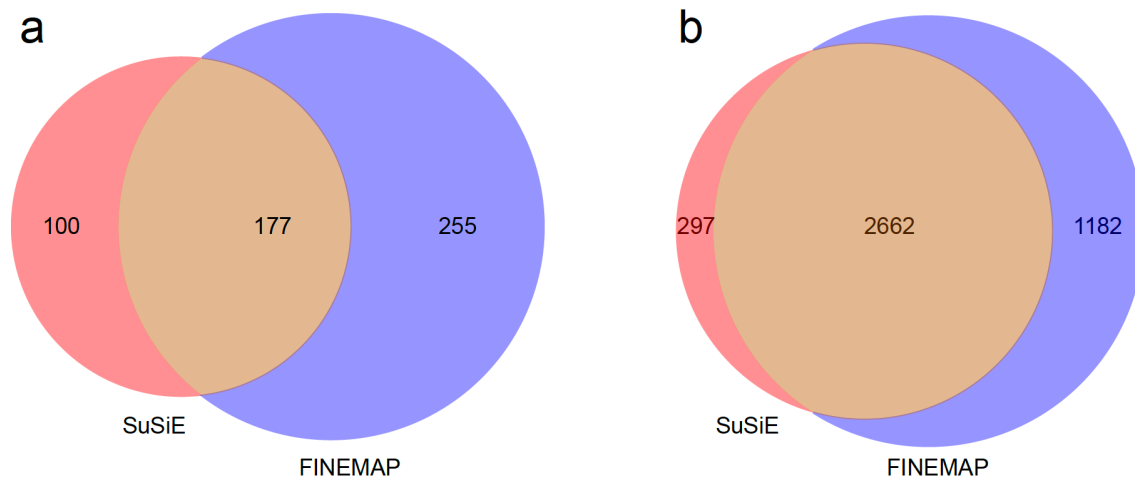 a
100
177
255
SuSiE
FINEMAP
b
297
2662
1182
SuSiE
FINEMAP